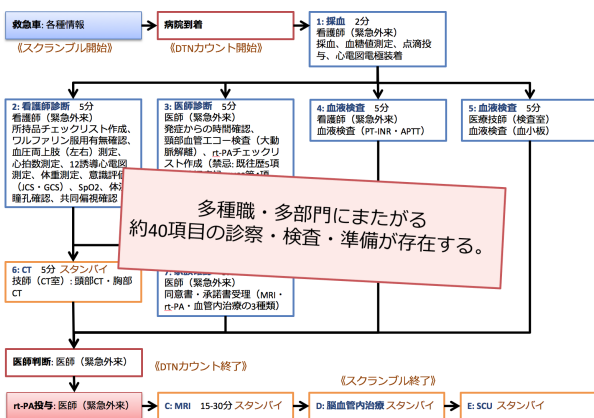 救急車: 各種情報
病院到着
1: 採血　2分
看護師（緊急外来）
採血、血糖値測定、点滴投
与、心電図電極装着
《スクランブル開始》
《DTNカウント開始》
2: 看護師診断　5分
看護師（緊急外来）
所持品チェックリスト作成、
ワルファリン服用有無確認、
血圧両上肢（左右）測定、
心拍数測定、12誘導心電図
測定、体重測定、意識評価
（JCS・GCS）、SpO2、体
瞳孔確認、共同偏視確認
3: 医師診断　5分
医師（緊急外来）
発症からの時間確認、
頸部血管エコー検査（大動
脈解離）、rt-PAチェックリ
スト作成（禁忌: 既往歴5項
4: 血液検査　5分
看護師（緊急外来）
血液検査（PT-INR・APTT）
5: 血液検査　5分
医療技師（検査室）
血液検査（血小板）
多種職・多部門にまたがる
約40項目の診察・検査・準備が存在する。
6: CT　5分 スタンバイ
技師（CT室）: 頭部CT・胸部
CT
医師（緊急外来）
同意書・承諾書受理（MRI・
rt-PA・血管内治療の3種類）
医師判断: 医師（緊急外来）
《DTNカウント終了》
《スクランブル終了》
rt-PA投与: 医師（緊急外来）
C: MRI　15-30分 スタンバイ
D: 脳血管内治療 スタンバイ
E: SCU　スタンバイ